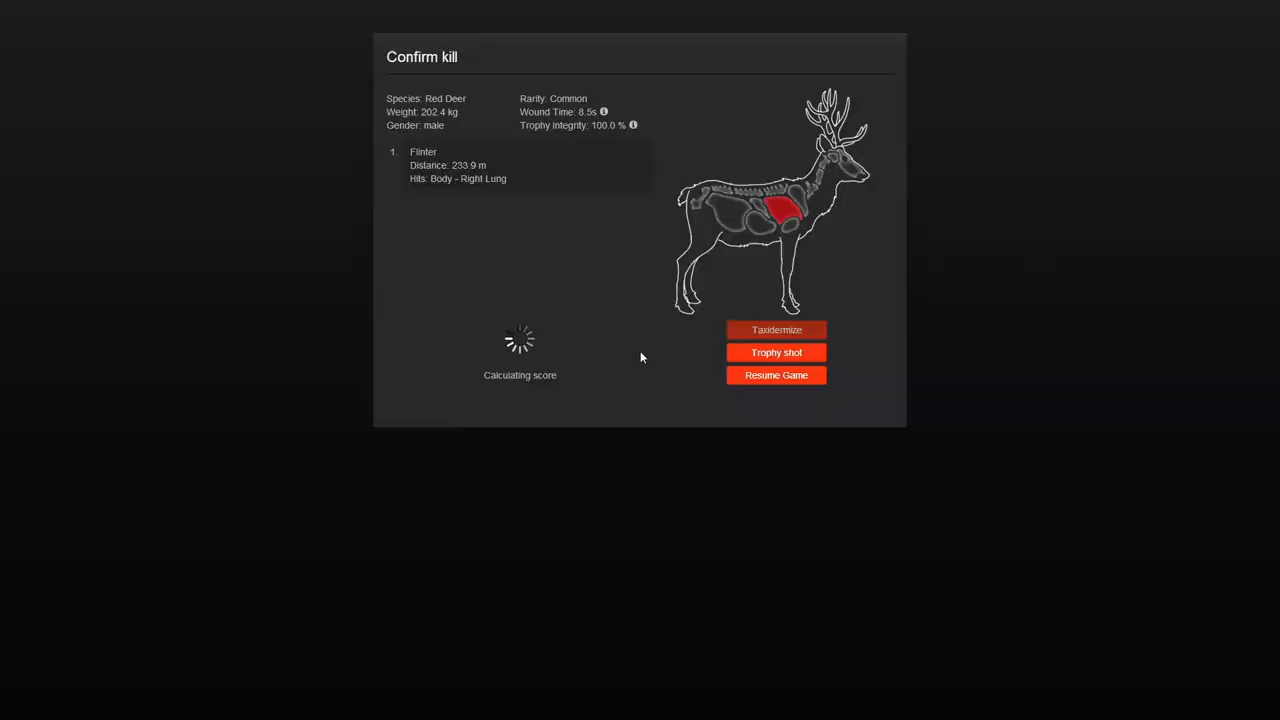 Confirm kill
Species: Red Deer
Weight: 202.4 kg
Gender: male
Rarity: Common
Wound Time: 8.5s
Trophy Integrity: 100.0 %
1. Flinter
Distance: 233.9 m
Hits: Body - Right Lung
Calculating score
Taxidermize
Trophy shot
Resume Game